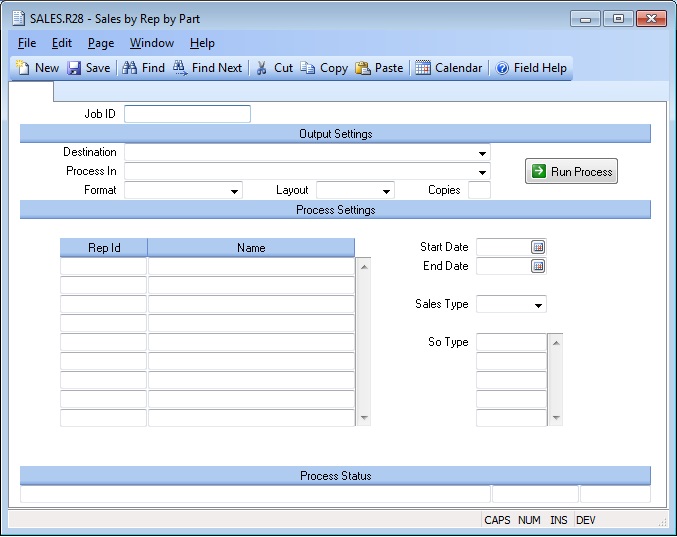 SALES.R28 - Sales by Rep by Part
File Edit Page Window Help
New Save Find Find Next Cut Copy Paste Calendar Field Help
Job ID
Output Settings
Destination
Process In
Run Process
Format Layout Copies
Process Settings
Rep Id Name
Start Date
End Date
Sales Type
So Type
Process Status
CAPS NUM INS DEV